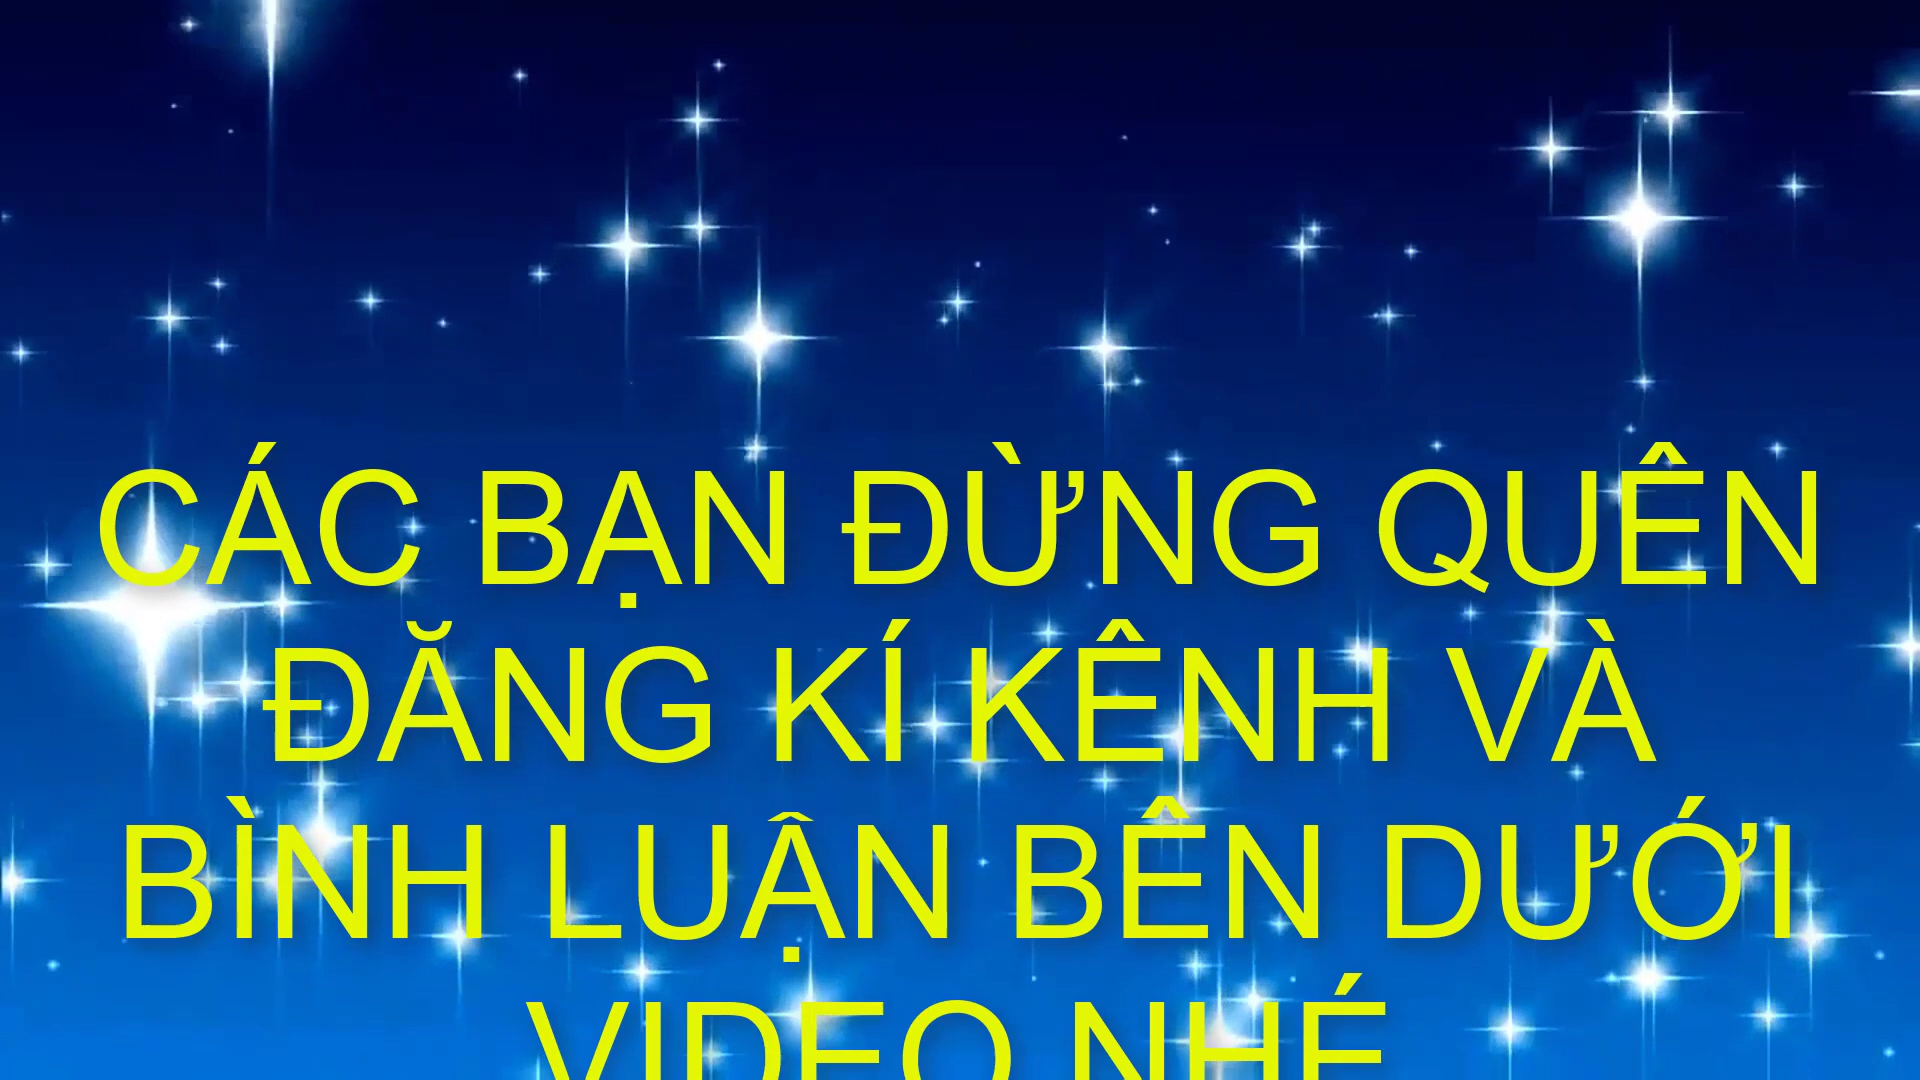 CÁC BẠN ĐỪNG QUÊN
ĐĂNG KÍ KÊNH VÀ
BÌNH LUẬN BÊN DƯỚI
VIDEO NHÉ